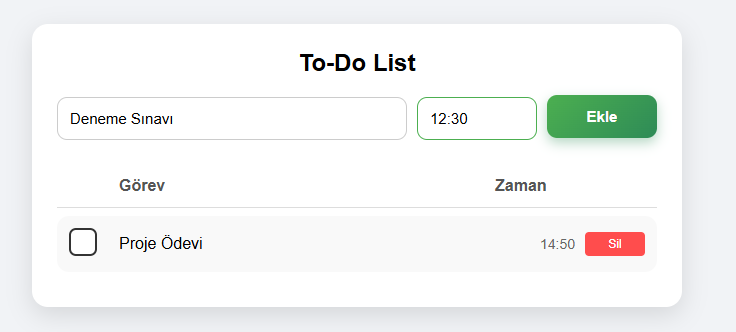 To-Do List
Deneme Sınavı 12:30 Ekle
Görev Zaman
Proje Ödevi 14:50 Sil